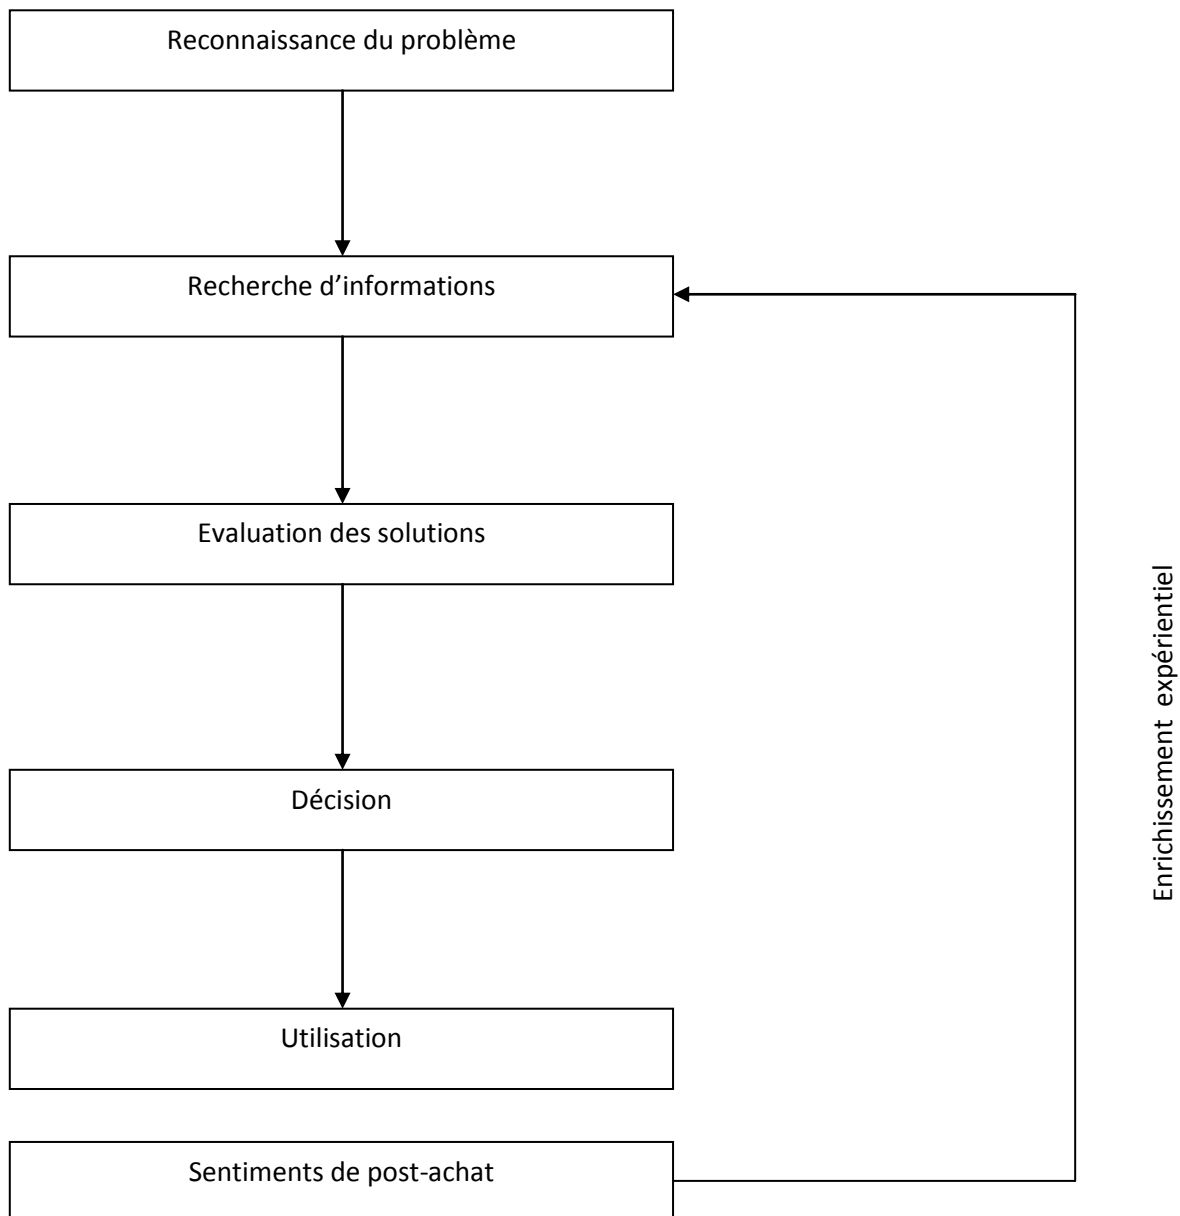 Reconnaissance du problème
Recherche d’informations
Evaluation des solutions
Décision
Utilisation
Sentiments de post-achat
Enrichissement expérientiel